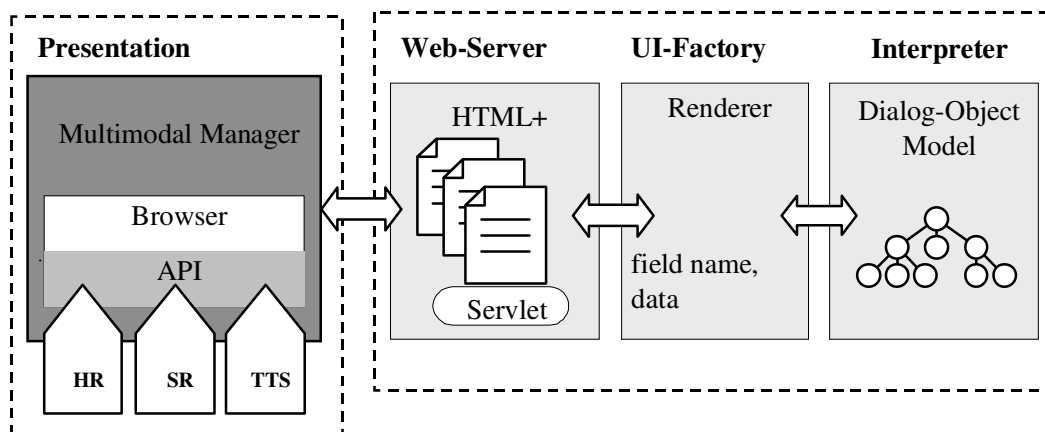 Presentation
Multimodal Manager
Browser
API
HR
SR
TTS
Web-Server
HTML+
Servlet
UI-Factory
Renderer
field name,
data
Interpreter
Dialog-Object
Model